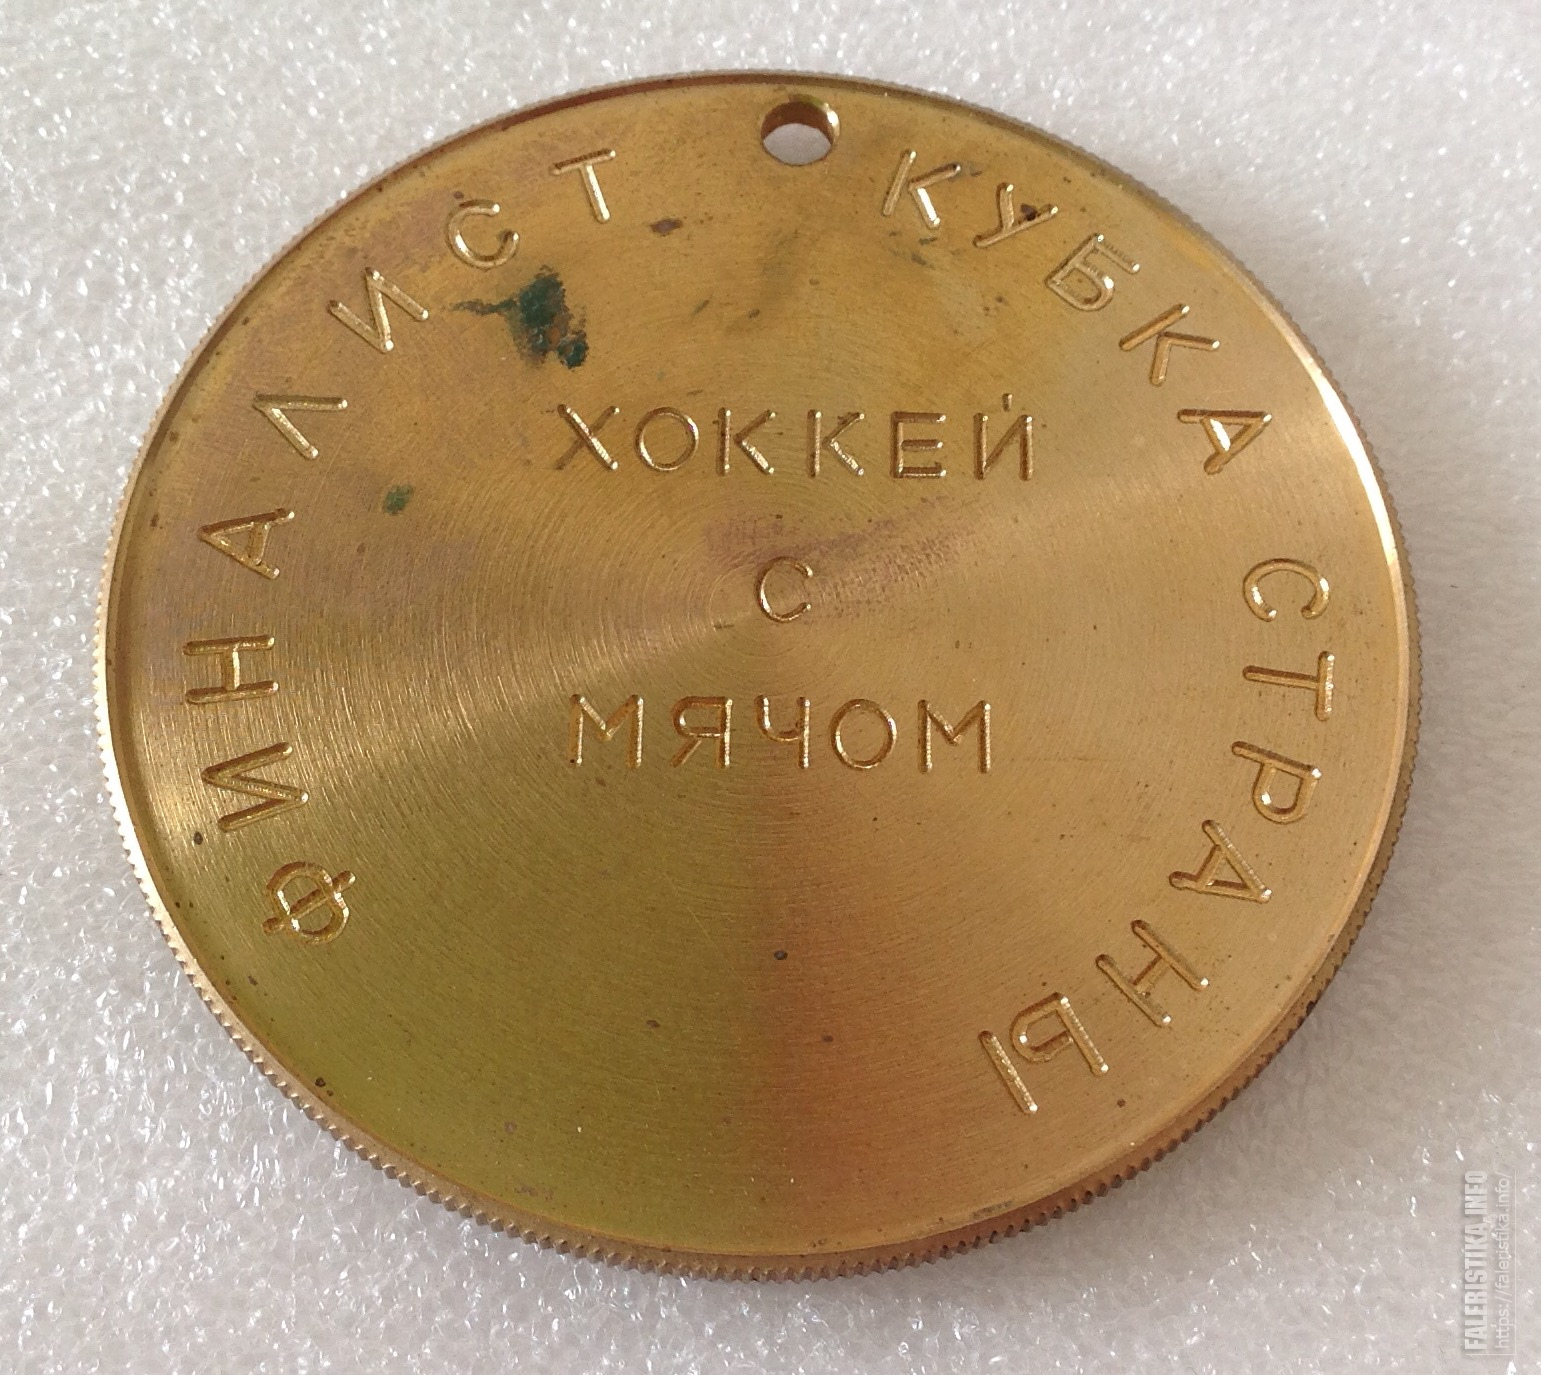 ФИНАЛИСТ КУБКА СТРАНЫ
ХОККЕЙ
С
МЯЧОМ
FALERISTIKA.INFO
https://faleristika.info/